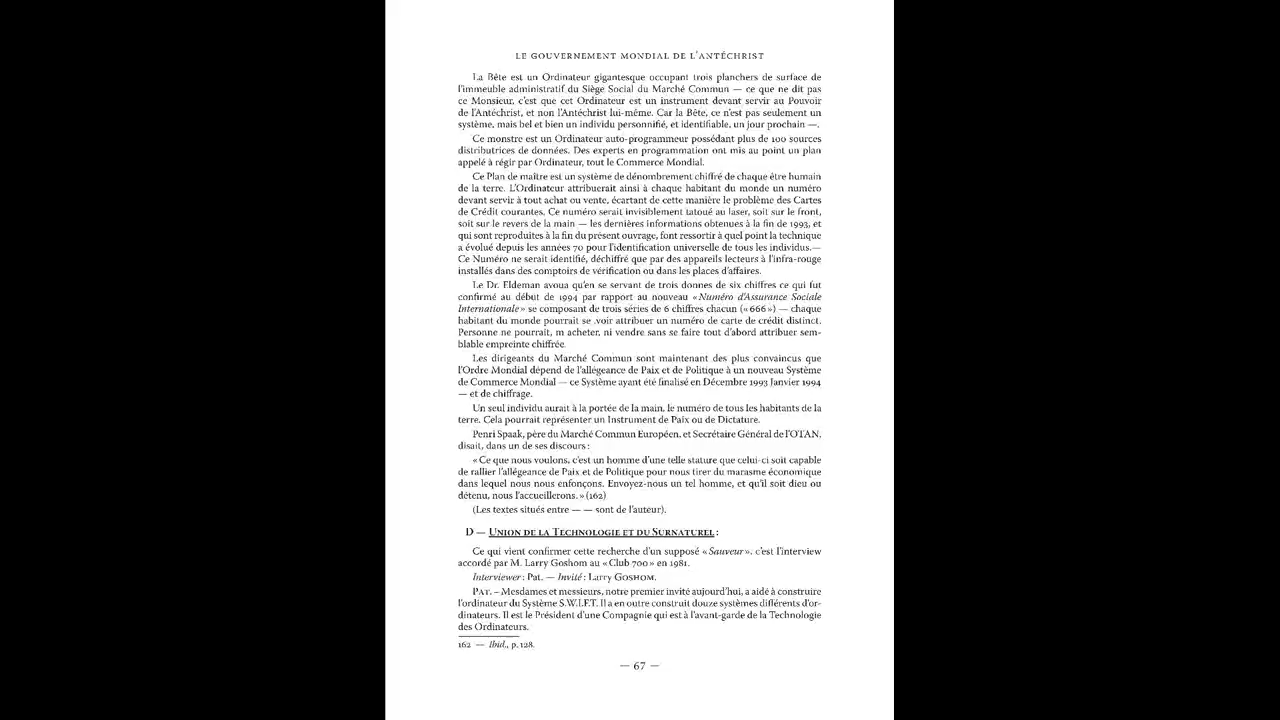 LE GOUVERNEMENT MONDIAL DE L'ANTÉCHRIST
La Bête est un Ordinateur gigantesque occupant trois planchers de surface de
l'immeuble administratif du Siège Social du Marché Commun — ce que ne dit pas
ce Monsieur, c'est que cet Ordinateur est un instrument devant servir au Pouvoir
de l'Antéchrist, et non l'Antéchrist lui-même. Car la Bête, ce n'est pas seulement un
système, mais bel et bien un individu personnifié, et identifiable, un jour prochain —.
Ce monstre est un Ordinateur auto-programmeur possédant plus de 100 sources
distributrices de données. Des experts en programmation ont mis au point un plan
appelé à régir par Ordinateur, tout le Commerce Mondial.
Ce Plan de maître est un système de dénombrement chiffré de chaque être humain
de la terre. L'Ordinateur attribuerait ainsi à chaque habitant du monde un numéro
devant servir à tout achat ou vente, écartant de cette manière le problème des Cartes
de Crédit courantes. Ce numéro serait invisiblement tatoué au laser, soit sur le front,
soit sur le revers de la main — les dernières informations obtenues à la fin de 1993, et
qui sont reproduites à la fin du présent ouvrage, font ressortir à quel point la technique
a évolué depuis les années 70 pour l'identification universelle de tous les individus.—
Ce Numéro ne serait identifié, déchiffré que par des appareils lecteurs à l'infra-rouge
installés dans des comptoirs de vérification ou dans les places d'affaires.
Le Dr. Eldeman avoua qu'en se servant de trois donnes de six chiffres ce qui fut
confirmé au début de 1994 par rapport au nouveau «Numéro d'Assurance Sociale
Internationale» se composant de trois séries de 6 chiffres chacun («666») — chaque
habitant du monde pourrait se .voir attribuer un numéro de carte de crédit distinct.
Personne ne pourrait, m acheter, ni vendre sans se faire tout d'abord attribuer sem-
blable empreinte chiffrée.
Les dirigeants du Marché Commun sont maintenant des plus convaincus que
l'Ordre Mondial dépend de l'allégeance de Paix et de Politique à un nouveau Système
de Commerce Mondial — ce Système ayant été finalisé en Décembre 1993 Janvier 1994
— et de chiffrage.
Un seul individu aurait à la portée de la main, le numéro de tous les habitants de la
terre. Cela pourrait représenter un Instrument de Paix ou de Dictature.
Penri Spaak, père du Marché Commun Européen, et Secrétaire Général de l'OTAN,
disait, dans un de ses discours :
«Ce que nous voulons, c'est un homme d'une telle stature que celui-ci soit capable
de rallier l'allégeance de Paix et de Politique pour nous tirer du marasme économique
dans lequel nous nous enfonçons. Envoyez-nous un tel homme, et qu'il soit dieu ou
détenu, nous l'accueillerons.» (162)
(Les textes situés entre — — sont de l'auteur).
D — Union de la Technologie et du Surnaturel :
Ce qui vient confirmer cette recherche d'un supposé «Sauveur», c'est l'interview
accordé par M. Larry Goshom au «Club 700» en 1981.
Interviewer : Pat. — Invité : Larry Goshom.
Pat. – Mesdames et messieurs, notre premier invité aujourd'hui, a aidé à construire
l'ordinateur du Système S.W.I.F.T. Il a en outre construit douze systèmes différents d'or-
dinateurs. Il est le Président d'une Compagnie qui est à l'avant-garde de la Technologie
des Ordinateurs.
162 — Ibid., p. 128.
— 67 —